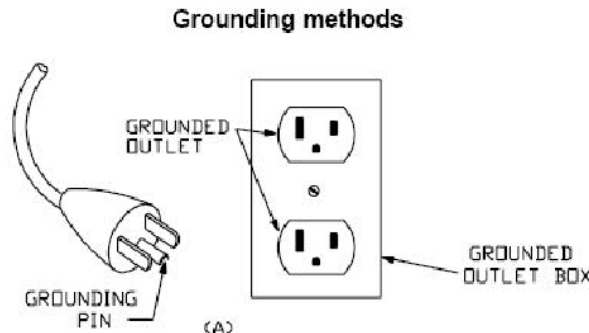 Grounding methods
GROUNDED
OUTLET
GROUNDED
OUTLET BOX
GROUNDING
PIN
(A)